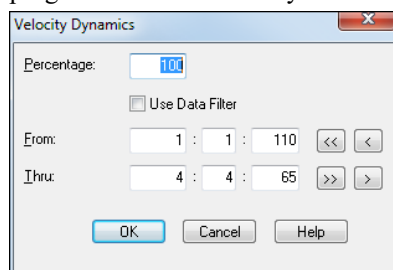 Velocity Dynamics
Percentage: 100
Use Data Filter
From: 1 : 1 : 110 << <
Thru: 4 : 4 : 65 >> >
OK Cancel Help